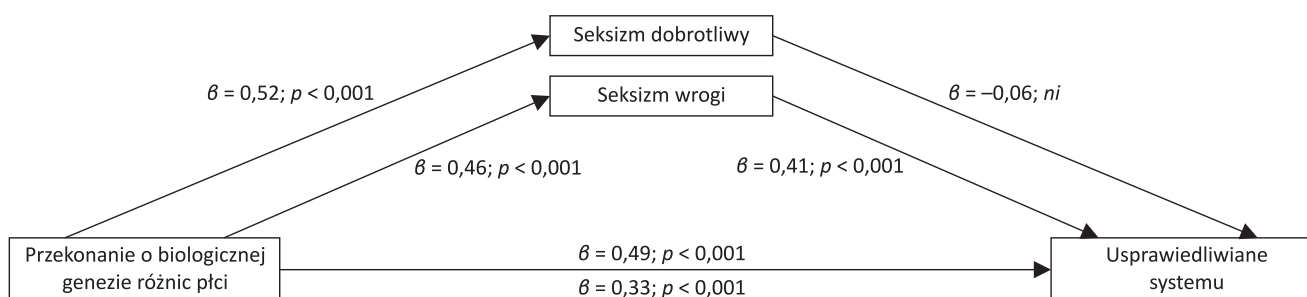 Seksizm dobrotliwy
β = 0,52; p < 0,001
Seksizm wrogi
β = –0,06; ni
β = 0,46; p < 0,001
β = 0,41; p < 0,001
Przekonanie o biologicznej
genezie różnic płci
β = 0,49; p < 0,001
β = 0,33; p < 0,001
Usprawiedliwiane
systemu